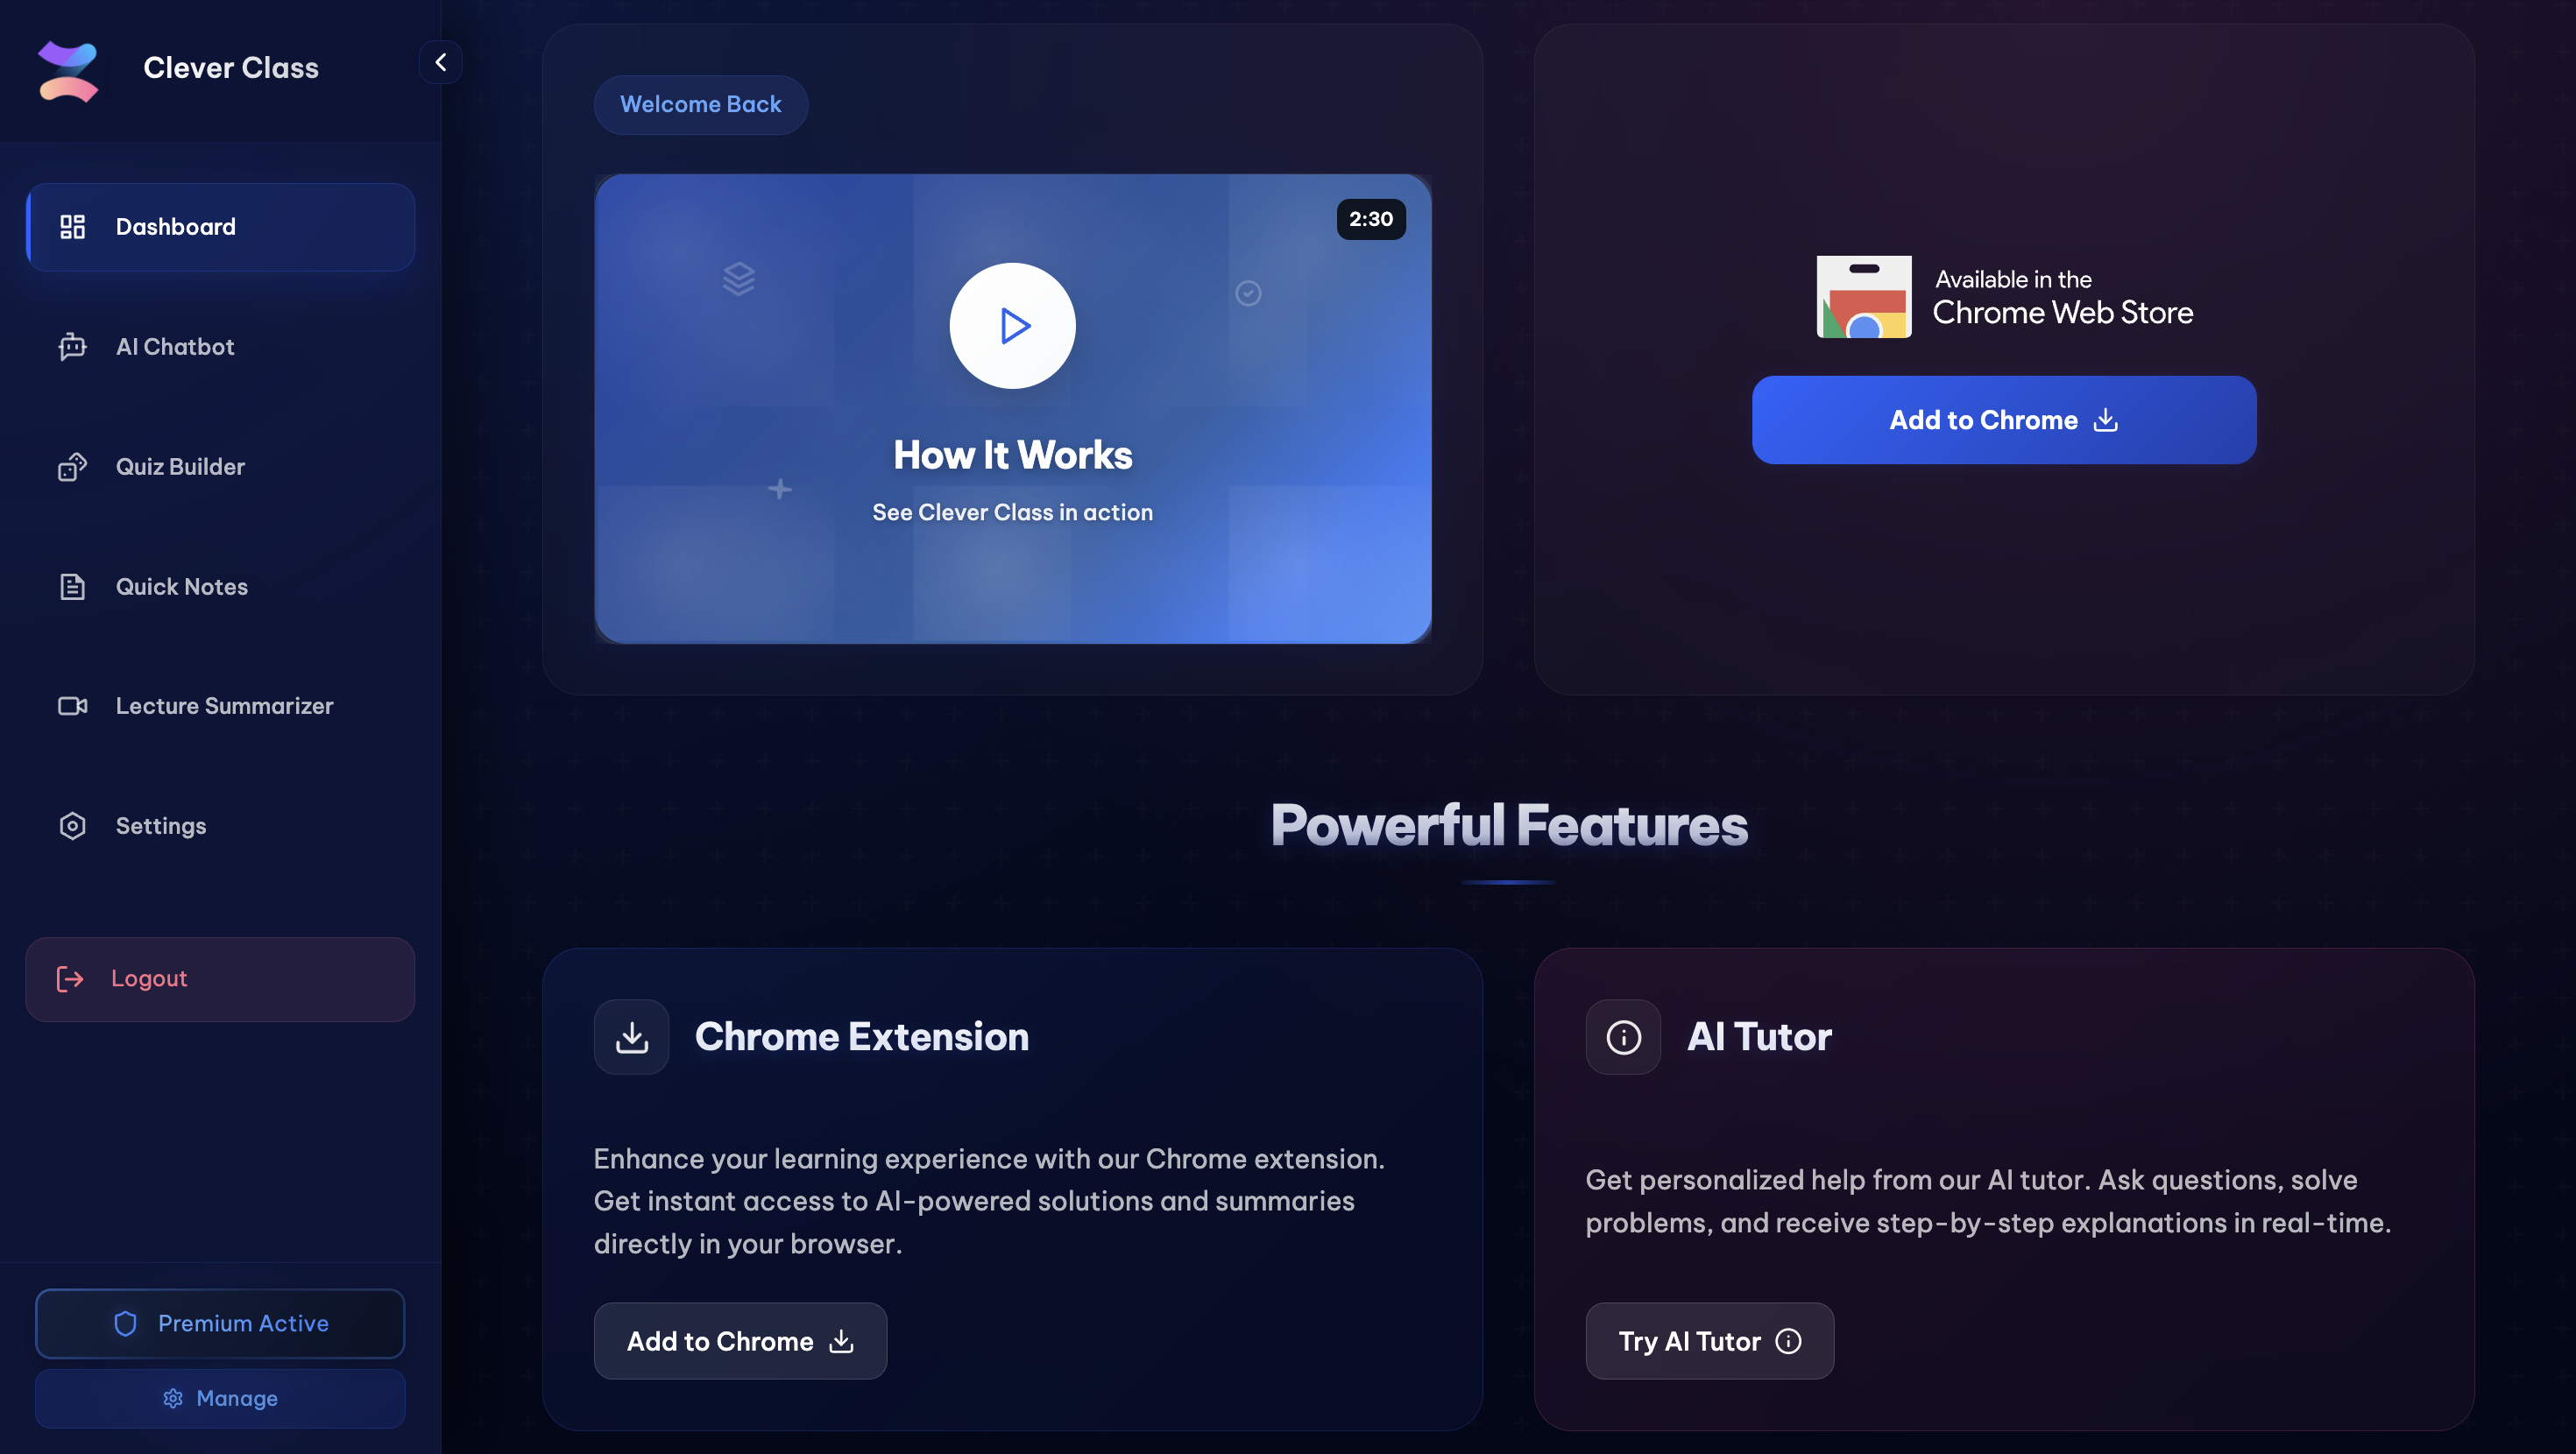 Clever Class
Dashboard
AI Chatbot
Quiz Builder
Quick Notes
Lecture Summarizer
Settings
Logout
Premium Active
Manage
Welcome Back
2:30
How It Works
See Clever Class in action
Available in the
Chrome Web Store
Add to Chrome
Powerful Features
Chrome Extension
Enhance your learning experience with our Chrome extension.
Get instant access to AI-powered solutions and summaries
directly in your browser.
Add to Chrome
AI Tutor
Get personalized help from our AI tutor. Ask questions, solve
problems, and receive step-by-step explanations in real-time.
Try AI Tutor